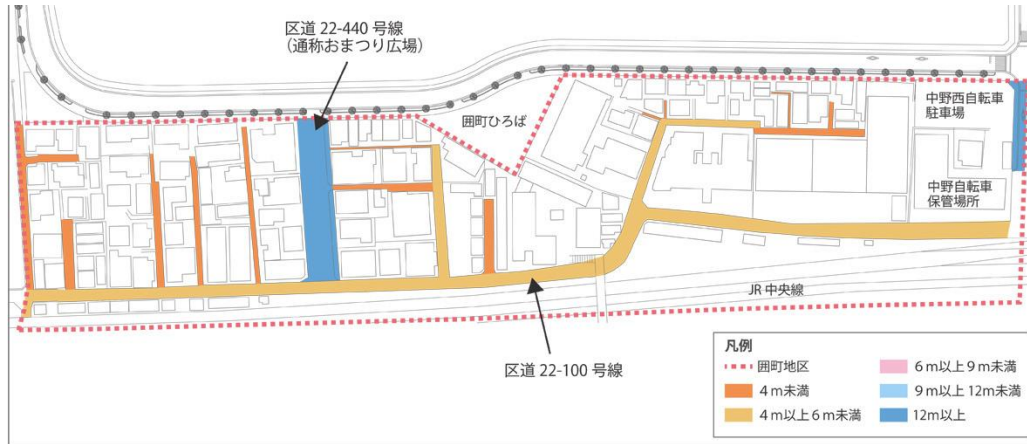 区道 22-440 号線
（通称おまつり広場）
囲町ひろば
中野西自転車
駐車場
中野自転車
保管場所
JR 中央線
区道 22-100 号線
凡例
囲町地区
4ｍ未満
4ｍ以上6ｍ未満
6ｍ以上9ｍ未満
9ｍ以上12ｍ未満
12ｍ以上